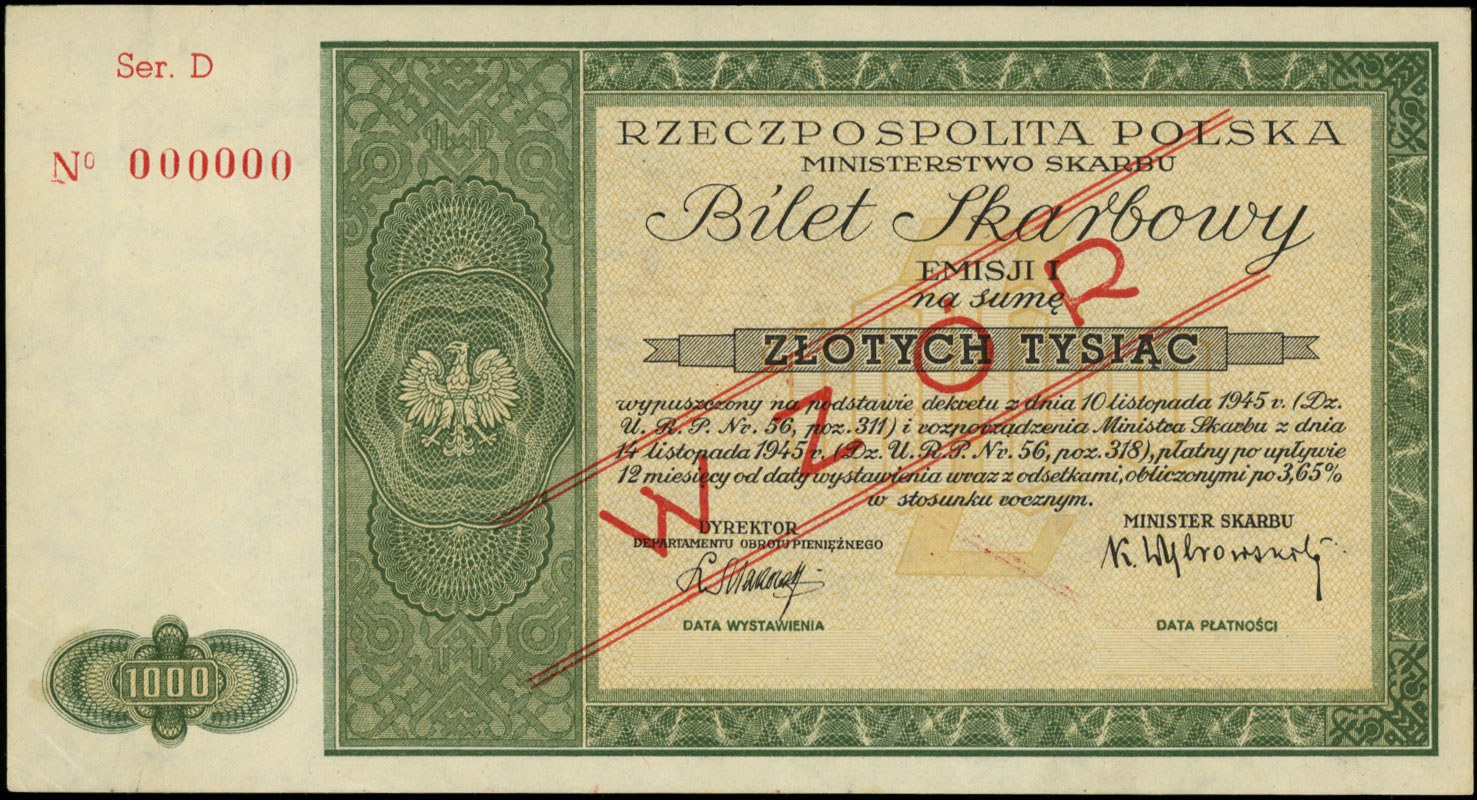 Ser. D
Nº 000000
RZECZPOSPOLITA POLSKA
MINISTERSTWO SKARBU
Bilet Skarbowy
EMISJI I
na sumę
ZŁOTYCH TYSIĄC
wypuszczony na podstawie dekretu z dnia 10 listopada 1945 r. (Dz.
U. R. P. Nr. 56, poz. 311) i rozporządzenia Ministra Skarbu z dnia
14 listopada 1945 r. (Dz. U. R. P. Nr. 56, poz. 318), płatny po upływie
12 miesięcy od daty wystawienia wraz z odsetkami, obliczonymi po 3,65%
w stosunku rocznym.
WZÓR
DYREKTOR
DEPARTAMENTU OBROTU PIENIĘŻNEGO
MINISTER SKARBU
DATA WYSTAWIENIA
DATA PŁATNOŚCI
1000